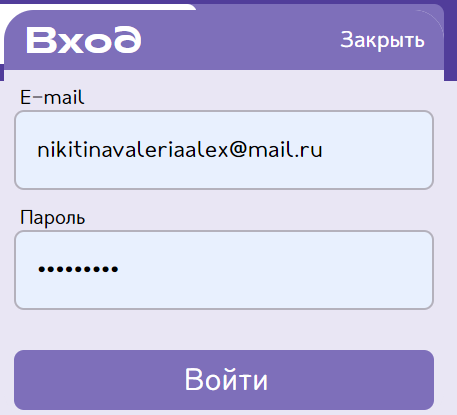 Вход
Закрыть
E-mail
nikitinavaleriaalex@mail.ru
Пароль
•••••••••
Войти